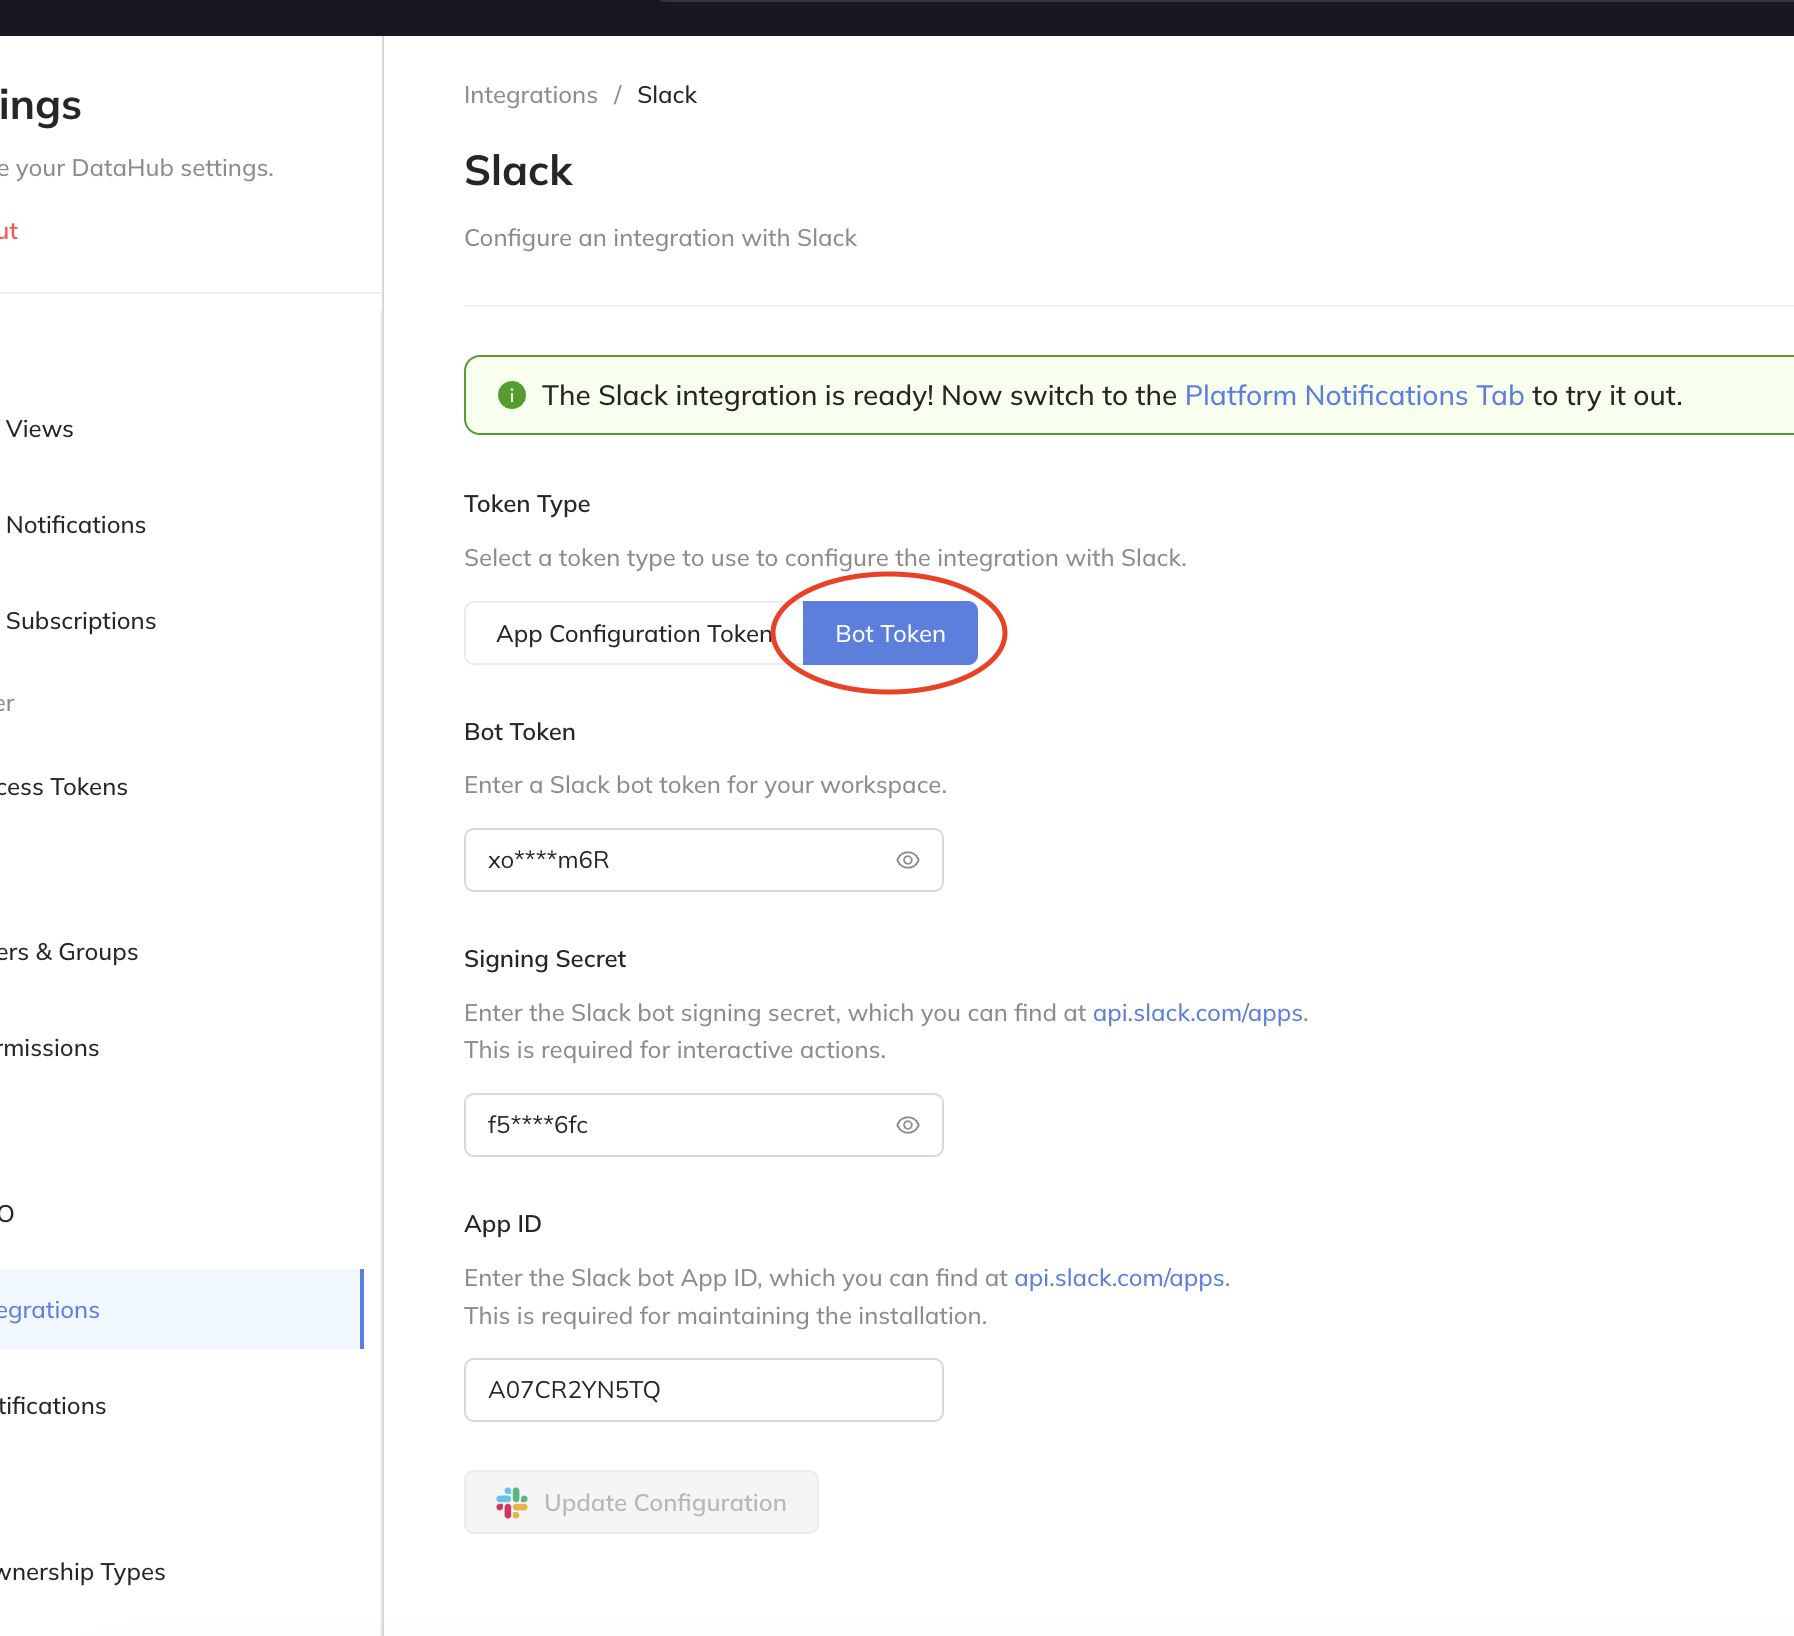 ings
e your DataHub settings.
ut
Views
Notifications
Subscriptions
er
cess Tokens
ers & Groups
rmissions
O
egrations
tifications
wnership Types
Integrations / Slack
Slack
Configure an integration with Slack
The Slack integration is ready! Now switch to the Platform Notifications Tab to try it out.
Token Type
Select a token type to use to configure the integration with Slack.
App Configuration Token
Bot Token
Bot Token
Enter a Slack bot token for your workspace.
xo****m6R
Signing Secret
Enter the Slack bot signing secret, which you can find at api.slack.com/apps.
This is required for interactive actions.
f5****6fc
App ID
Enter the Slack bot App ID, which you can find at api.slack.com/apps.
This is required for maintaining the installation.
A07CR2YN5TQ
Update Configuration